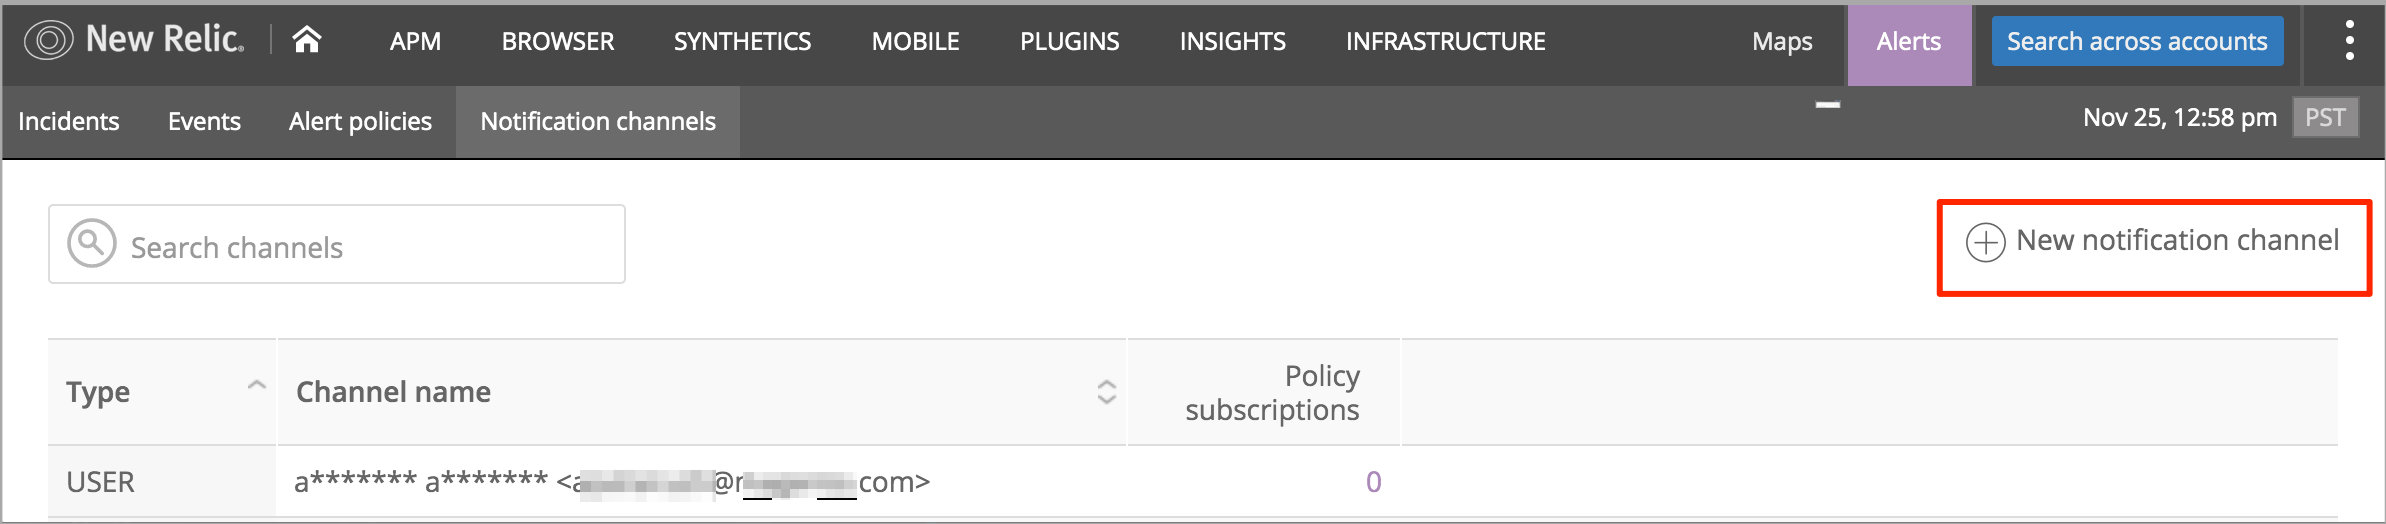 New Relic.
APM BROWSER SYNTHETICS MOBILE PLUGINS INSIGHTS INFRASTRUCTURE Maps Alerts Search across accounts
Incidents Events Alert policies Notification channels Nov 25, 12:58 pm PST
Search channels
New notification channel
Type Channel name Policy subscriptions
USER a******* a******* <a @ com> 0